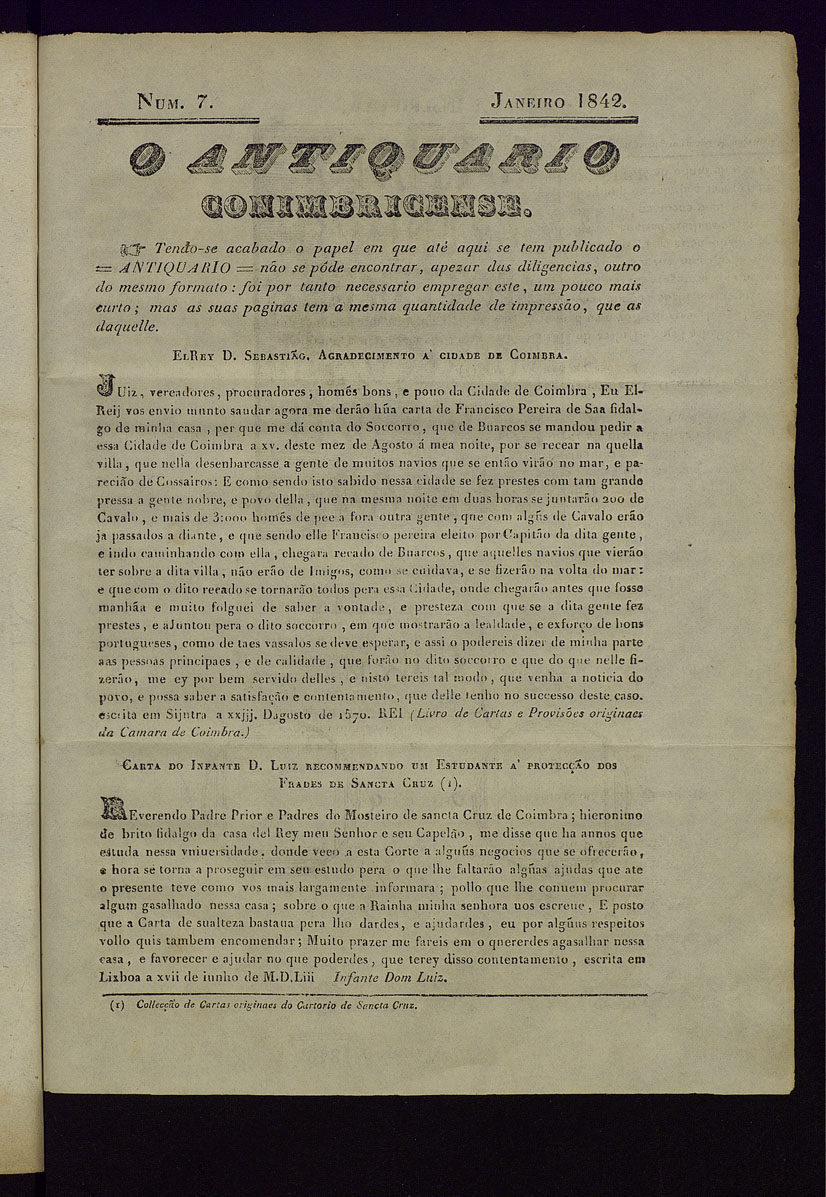 Num. 7.
Janeiro 1842.
O ANTIQUARIO
CONIMBRICENSE.
☞ Tendo-se acabado o papel em que até aqui se tem publicado o
= ANTIQUARIO = não se póde encontrar, apezar das diligencias, outro
do mesmo formato : foi por tanto necessario empregar este, um pouco mais
curto ; mas as suas paginas tem a mesma quantidade de impressão, que as
daquelle.
ElRey D. Sebastião, Agradecimento a' cidade de Coimbra.
JUiz, vereadores, procuradores, homẽs bons, e pouo da Cidade de Coimbra, Eu El-
Reij vos envio muunto saudar agora me derão hũa carta de Francisco Pereira de Saa fidal-
go de minha casa, per que me dá conta do Soccorro, que de Buarcos se mandou pedir a
essa Cidade de Coimbra a xv. deste mez de Agosto á mea noite, por se recear na quella
villa, que nella desenbarcasse a gente de muitos navios que se então virão no mar, e pa-
recião de Cossairos: E como sendo isto sabido nessa cidade se fez prestes com tam grande
pressa a gente nobre, e povo della, que na mesma noite em duas horas se juntarão 200 de
Cavalo, e mais de 3:000 homẽs de pee a fora outra gente, que com algũs de Cavalo erão
ja passados a diante, e que sendo elle Francisco pereira eleito por Capitão da dita gente,
e indo caminhando com ella, chegara recado de Buarcos, que aquelles navios que vierão
ter sobre a dita villa, não erão de Imigos, como se cuidava, e se fizerão na volta do mar:
e que com o dito recado se tornarão todos pera essa Cidade, onde chegarão antes que fosse
manhãa e muito folguei de saber a vontade, e presteza com que se a dita gente fez
prestes, e aJuntou pera o dito soccorro, em que mostrarão a lealdade, e exforço de bons
portugueses, como de taes vassalos se deve esperar, e assi o podereis dizer de minha parte
aas pessoas principaes, e de calidade, que forão no dito soccorro e que do que nelle fi-
zerão, me ey por bem servido delles, e nisto tereis tal modo, que venha a noticia do
povo, e possa saber a satisfação e contentamento, que delle tenho no successo deste caso.
escrita em Sijntra a xxjjj. Dagosto de 1570. REI (Livro de Cartas e Provisões originaes
da Camara de Coimbra.)
Carta do Infante D. Luiz recommendando um Estudante a' protecção dos
Frades de Sancta Cruz (1).
REverendo Padre Prior e Padres do Mosteiro de sancta Cruz de Coimbra ; hieronimo
de brito fidalgo da casa del Rey meu Senhor e seu Capelão, me disse que ha annos que
estuda nessa vniuersidade. donde veeo a esta Corte a alguũs negocios que se offrecerão,
e hora se torna a proseguir em seu estudo pera o que lhe faltarão algũas ajudas que ate
o presente teve como vos mais largamente informara ; pollo que lhe conuem procurar
algum gasalhado nessa casa ; sobre o que a Rainha minha senhora uos escreue, E posto
que a Carta de sualteza bastaua pera lho dardes, e ajudardes, eu por algũns respeitos
vollo quis tambem encomendar ; Muito prazer me fareis em o quererdes agasalhar nessa
casa, e favorecer e ajudar no que poderdes, que terey disso contentamento, escrita em
Lixboa a xvii de iunho de M.D.Liii Infante Dom Luiz.
(1) Collecção de Cartas originaes do Cartorio de Sancta Cruz.